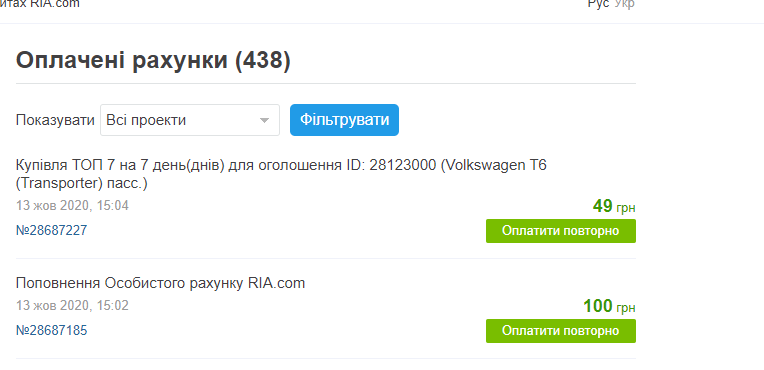 RIA.com
Рус Укр
Оплачені рахунки (438)
Показувати Всі проекти Фільтрувати
Купівля ТОП 7 на 7 день(днів) для оголошення ID: 28123000 (Volkswagen T6
(Transporter) пасс.)
13 жов 2020, 15:04
49 грн
№28687227
Оплатити повторно
Поповнення Особистого рахунку RIA.com
13 жов 2020, 15:02
100 грн
№28687185
Оплатити повторно